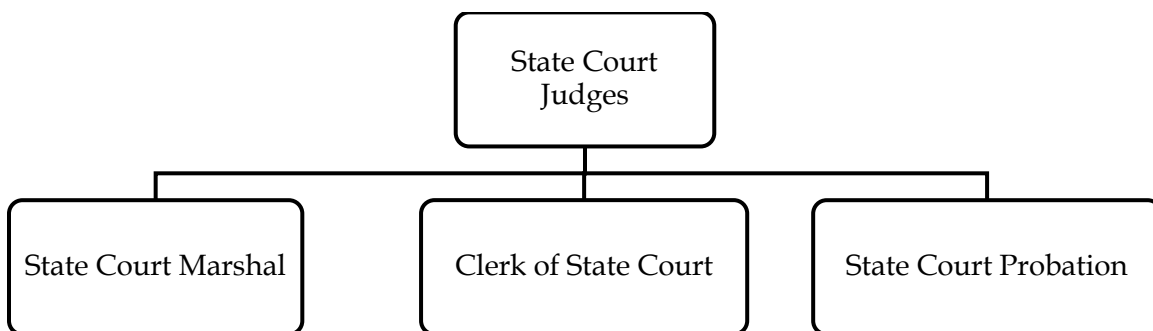 State Court
Judges
State Court Marshal
Clerk of State Court
State Court Probation